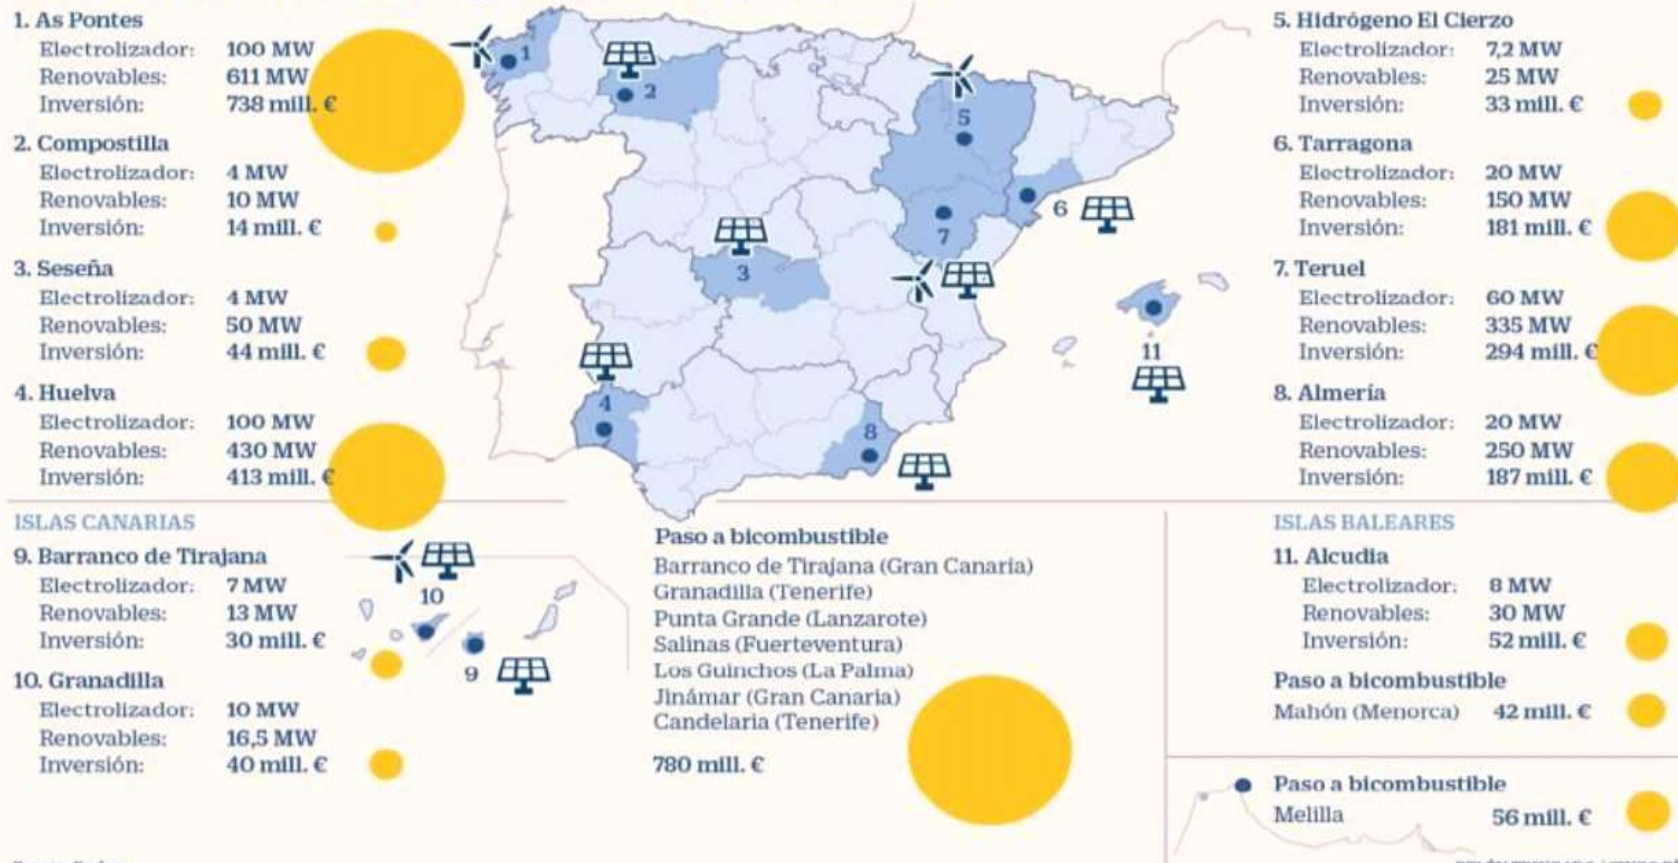 1. As Pontes
Electrolizador: 100 MW
Renovables: 611 MW
Inversión: 738 mill. €
2. Compostilla
Electrolizador: 4 MW
Renovables: 10 MW
Inversión: 14 mill. €
3. Seseña
Electrolizador: 4 MW
Renovables: 50 MW
Inversión: 44 mill. €
4. Huelva
Electrolizador: 100 MW
Renovables: 430 MW
Inversión: 413 mill. €
1
2
3
4
5
6
7
8
11
5. Hidrógeno El Cierzo
Electrolizador: 7,2 MW
Renovables: 25 MW
Inversión: 33 mill. €
6. Tarragona
Electrolizador: 20 MW
Renovables: 150 MW
Inversión: 181 mill. €
7. Teruel
Electrolizador: 60 MW
Renovables: 335 MW
Inversión: 294 mill. €
8. Almería
Electrolizador: 20 MW
Renovables: 250 MW
Inversión: 187 mill. €
ISLAS CANARIAS
9. Barranco de Tirajana
Electrolizador: 7 MW
Renovables: 13 MW
Inversión: 30 mill. €
10. Granadilla
Electrolizador: 10 MW
Renovables: 16,5 MW
Inversión: 40 mill. €
10
9
Paso a bicombustible
Barranco de Tirajana (Gran Canaria)
Granadilla (Tenerife)
Punta Grande (Lanzarote)
Salinas (Fuerteventura)
Los Guinchos (La Palma)
Jinámar (Gran Canaria)
Candelaria (Tenerife)
780 mill. €
ISLAS BALEARES
11. Alcudia
Electrolizador: 8 MW
Renovables: 30 MW
Inversión: 52 mill. €
Paso a bicombustible
Mahón (Menorca) 42 mill. €
Paso a bicombustible
Melilla 56 mill. €